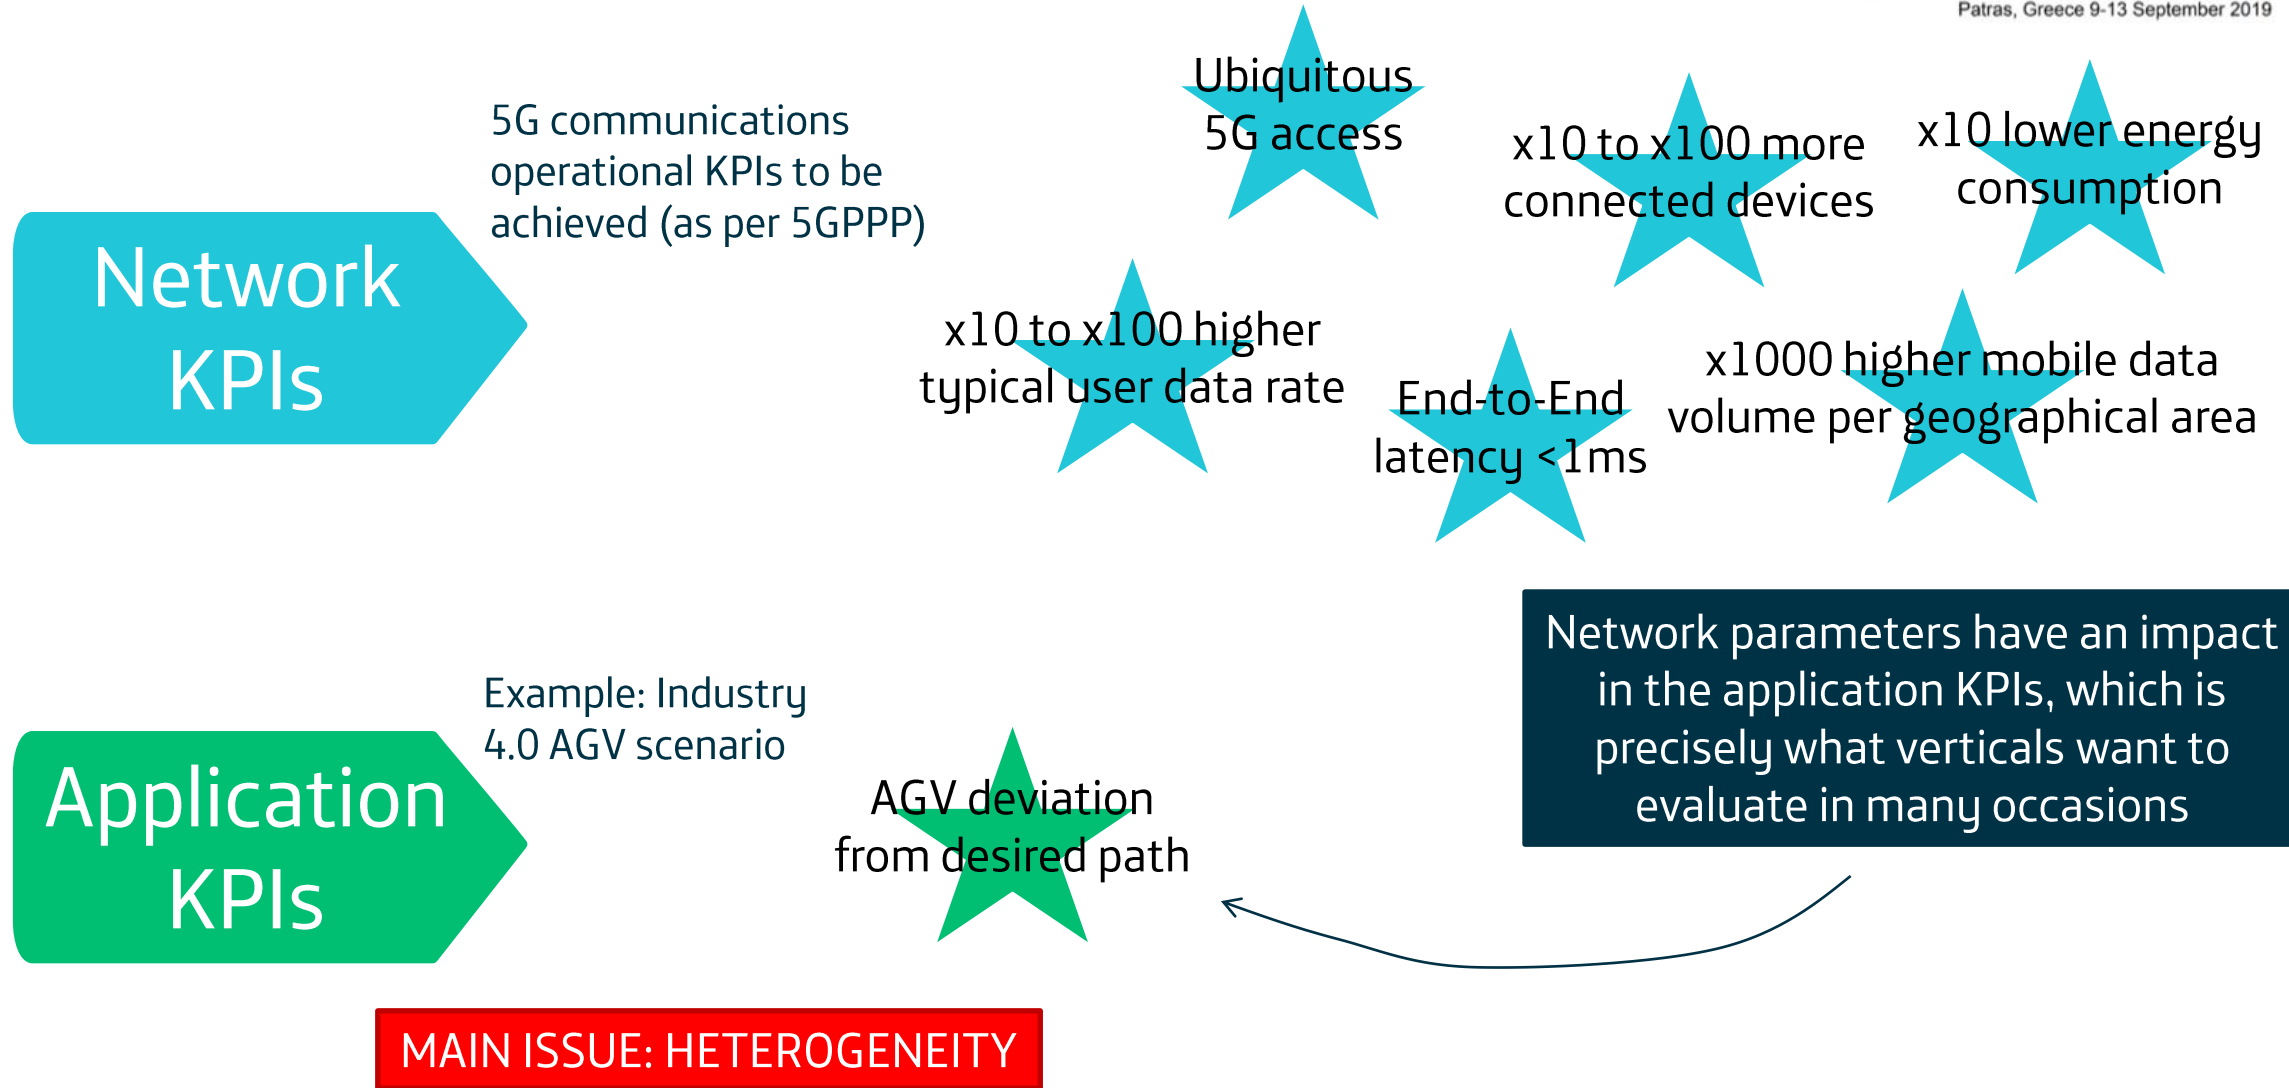 Patras, Greece 9-13 September 2019
Network
KPIs
5G communications
operational KPIs to be
achieved (as per 5GPPP)
Ubiquitous
5G access
x10 to x100 more
connected devices
x10 lower energy
consumption
x10 to x100 higher
typical user data rate
End-to-End
latency <1ms
x1000 higher mobile data
volume per geographical area
Application
KPIs
Example: Industry
4.0 AGV scenario
AGV deviation
from desired path
Network parameters have an impact
in the application KPIs, which is
precisely what verticals want to
evaluate in many occasions
MAIN ISSUE: HETEROGENEITY